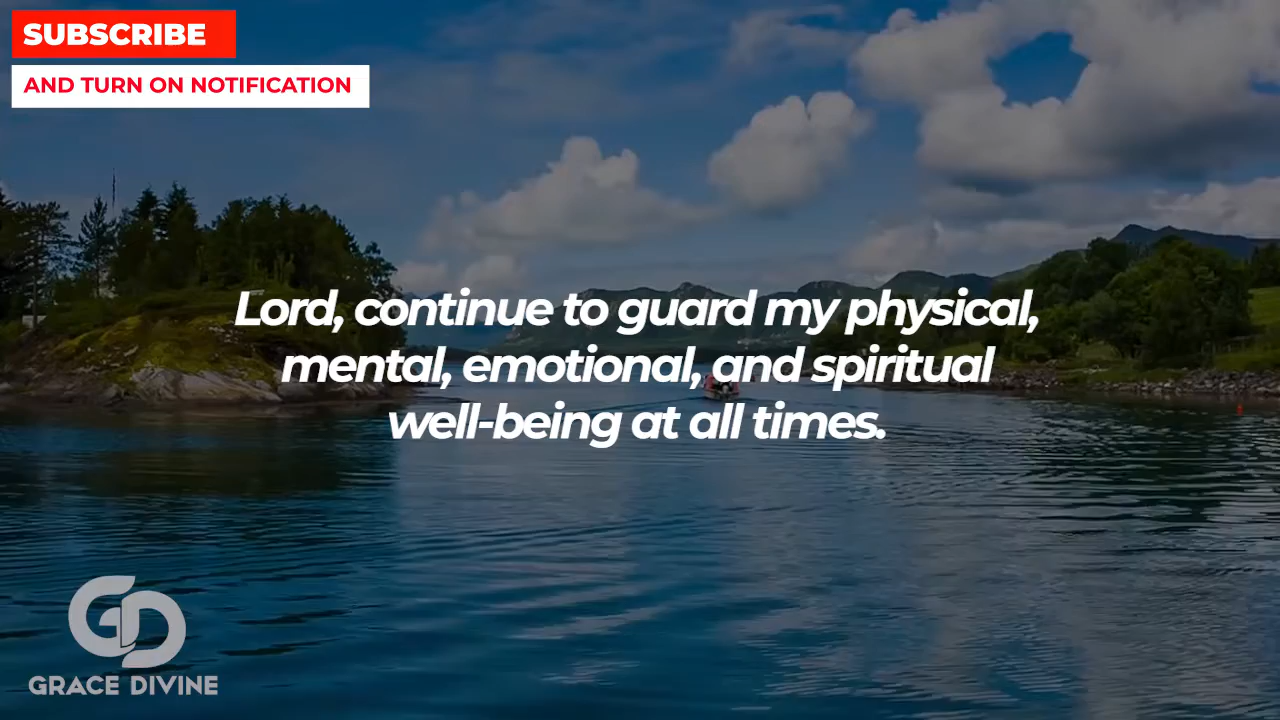 SUBSCRIBE
AND TURN ON NOTIFICATION
Lord, continue to guard my physical,
mental, emotional, and spiritual
well-being at all times.
GD
GRACE DIVINE